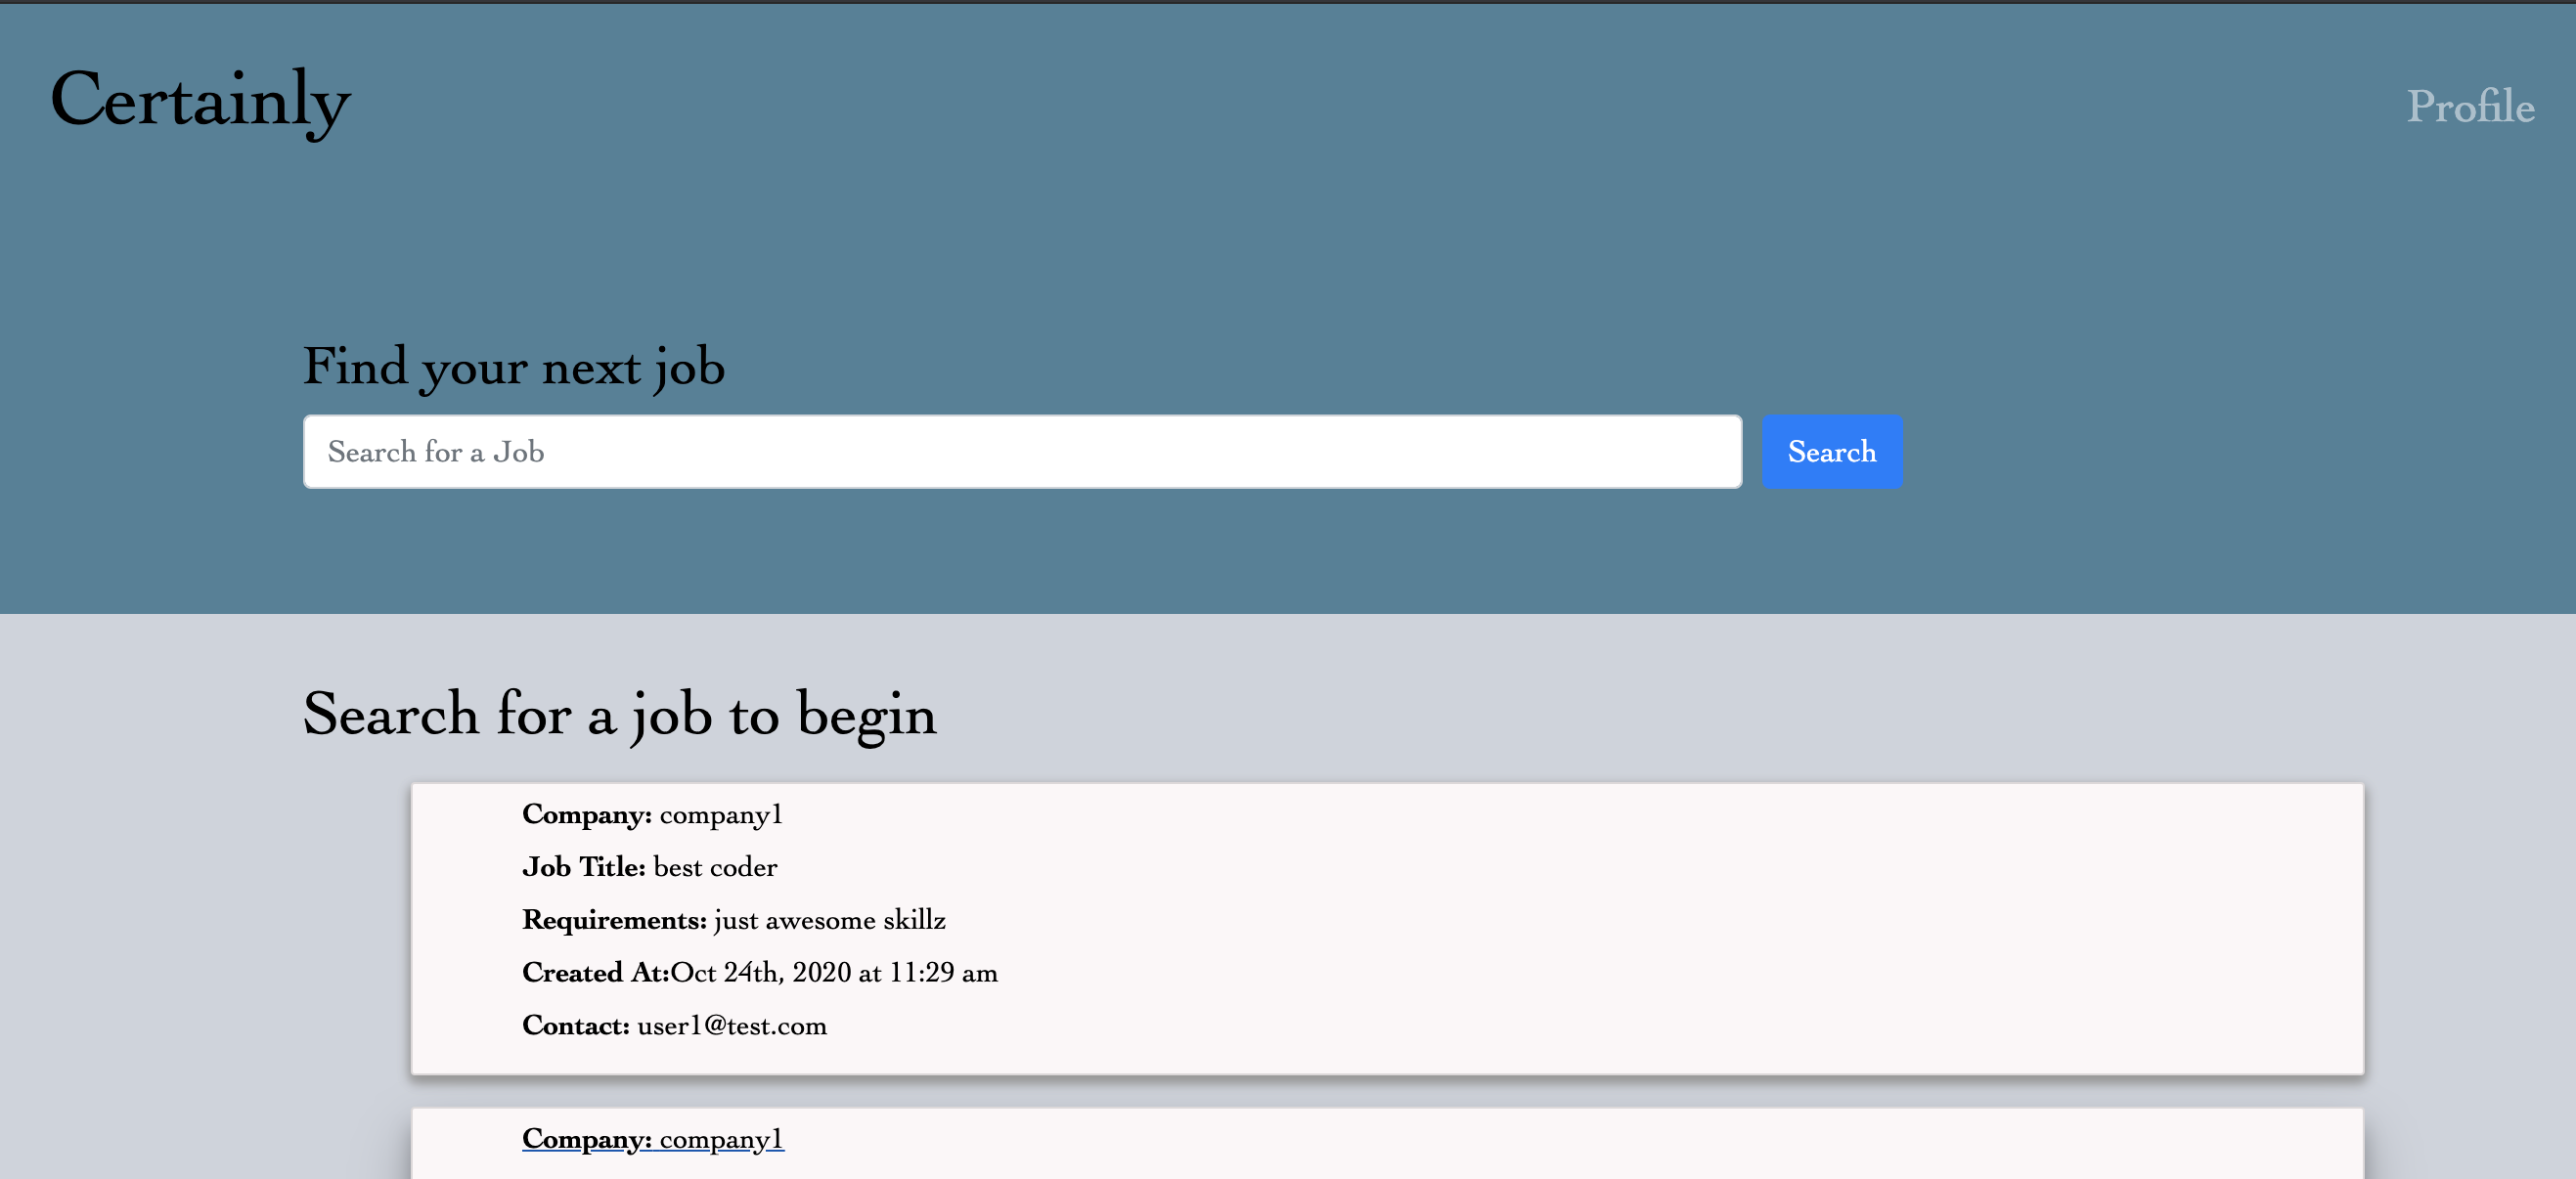 Certainly
Profile
Find your next job
Search for a Job
Search
Search for a job to begin
Company: company1
Job Title: best coder
Requirements: just awesome skillz
Created At:Oct 24th, 2020 at 11:29 am
Contact: user1@test.com
Company: company1